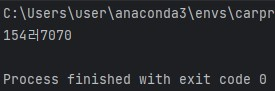 C:\Users\user\anaconda3\envs\carpr
154러7070
Process finished with exit code 0